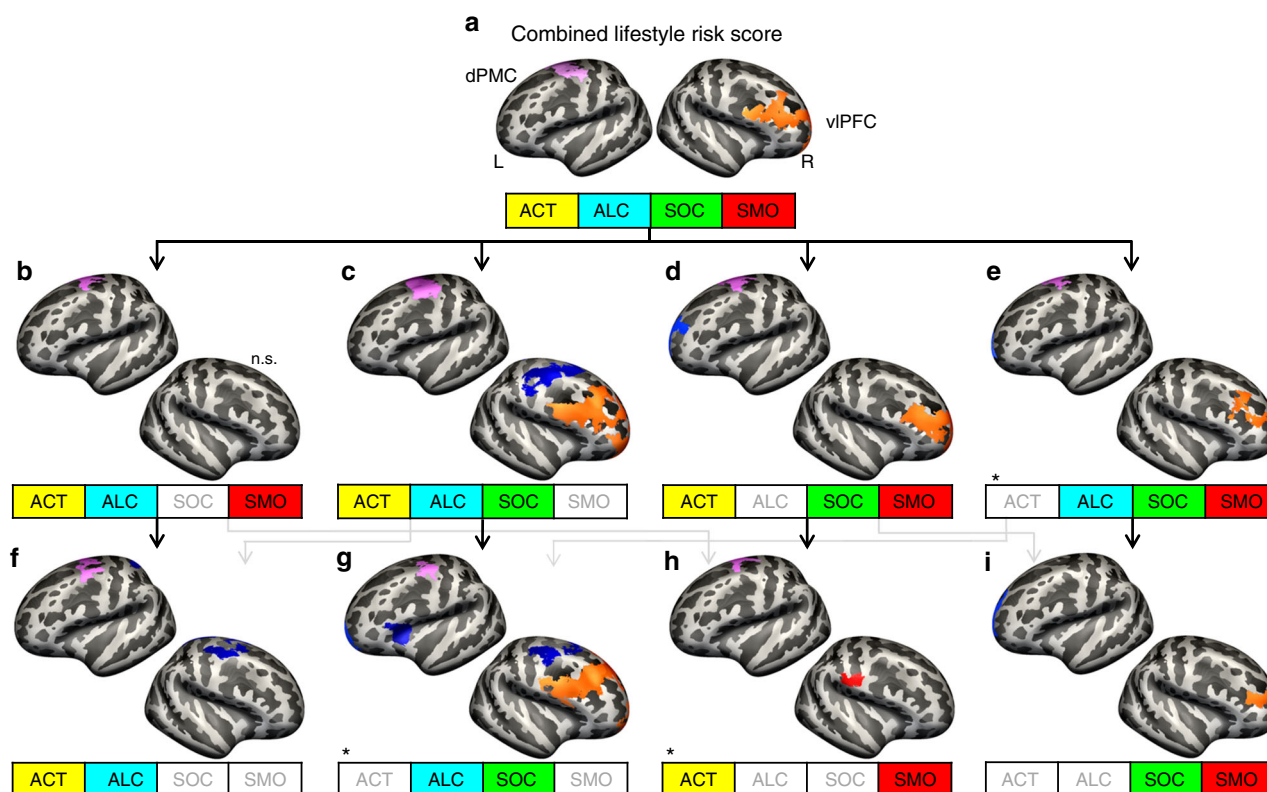 a
Combined lifestyle risk score
dPMC
vlPFC
L R
ACT ALC SOC SMO
b c d e
n.s.
*
ACT ALC SOC SMO ACT ALC SOC SMO ACT ALC SOC SMO ACT ALC SOC SMO
f g h i
* *
ACT ALC SOC SMO ACT ALC SOC SMO ACT ALC SOC SMO ACT ALC SOC SMO